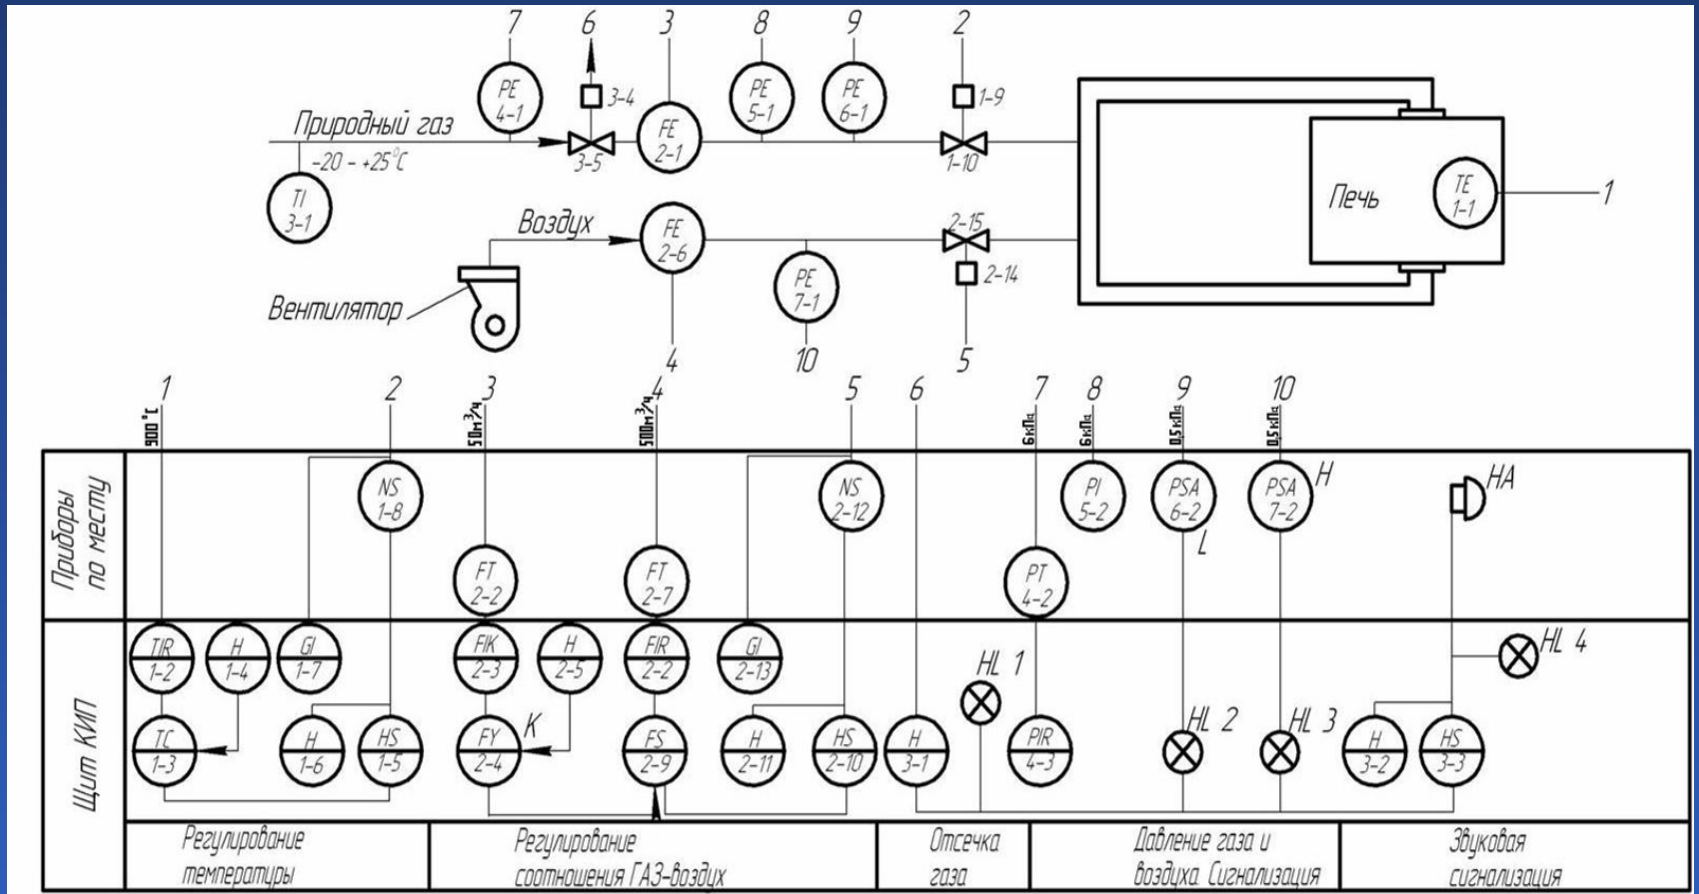 7 6 3 8 9 2
PE 4-1
3-4
PE 5-1
PE 6-1
1-9
Природный газ
FE 2-1
-20 - +25°C
3-5
1-10
TI 3-1
Печь
TE 1-1
1
Воздух
FE 2-6
2-15
PE 7-1
2-14
Вентилятор
4 10 5
1 2 3 4 5 6 7 8 9 10
900°C
50м³/ч
500м³/ч
6кПа
6кПа
0,5кПа
0,5кПа
Приборы
по месту
NS 1-8
NS 2-12
PI 5-2
PSA 6-2
L
PSA 7-2
H
HA
FT 2-2
FT 2-7
PT 4-2
Щит КИП
TIR 1-2
H 1-4
GI 1-7
FIK 2-3
H 2-5
FIR 2-2
GI 2-13
HL 1
HL 4
TC 1-3
H 1-6
HS 1-5
FY 2-4
K
FS 2-9
H 2-11
HS 2-10
H 3-1
PIR 4-3
HL 2
HL 3
H 3-2
HS 3-3
Регулирование
температуры
Регулирование
соотношения ГАЗ-воздух
Отсечка
газа
Давление газа и
воздуха Сигнализация
Звуковая
сигнализация